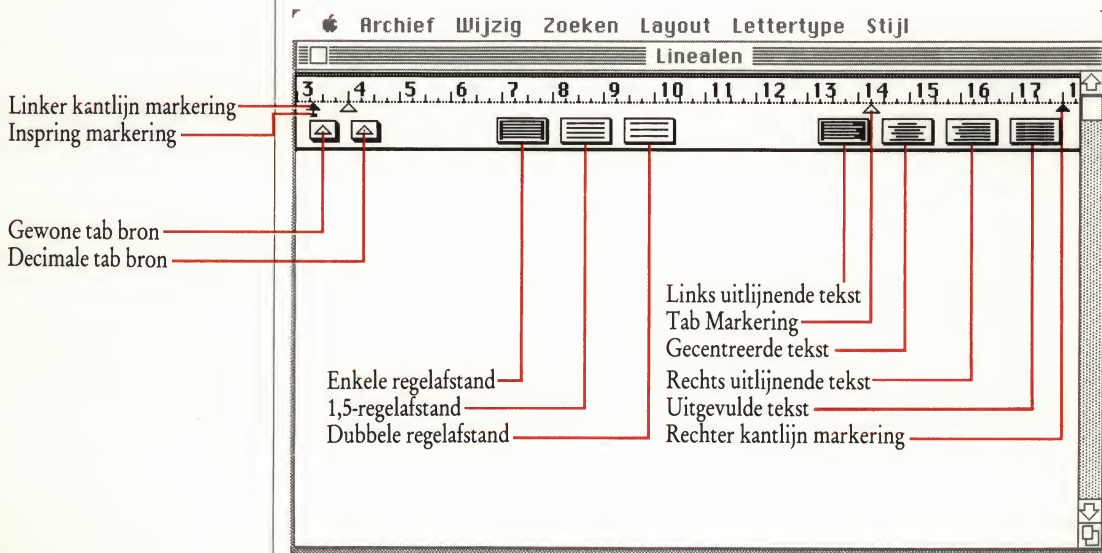 Archief Wijzig Zoeken Layout Lettertype Stijl
Linealen
3 4 5 6 7 8 9 10 11 12 13 14 15 16 17 1
Linker kantlijn markering
Inspring markering
Gewone tab bron
Decimale tab bron
Links uitlijnende tekst
Tab Markering
Gecentreerde tekst
Enkele regelafstand
Rechts uitlijnende tekst
1,5-regelafstand
Uitgevulde tekst
Dubbele regelafstand
Rechter kantlijn markering